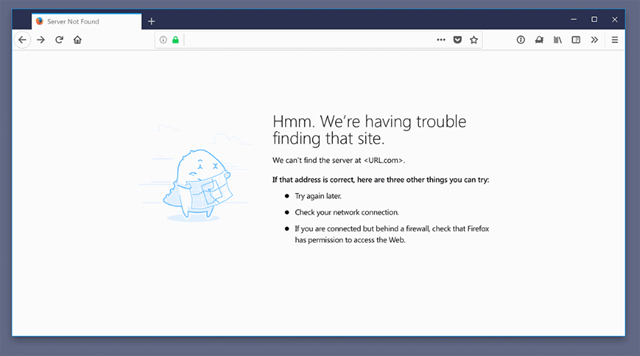 Server Not Found
Hmm. We’re having trouble
finding that site.
We can’t find the server at <URL.com>.
If that address is correct, here are three other things you can try:
Try again later.
Check your network connection.
If you are connected but behind a firewall, check that Firefox
has permission to access the Web.